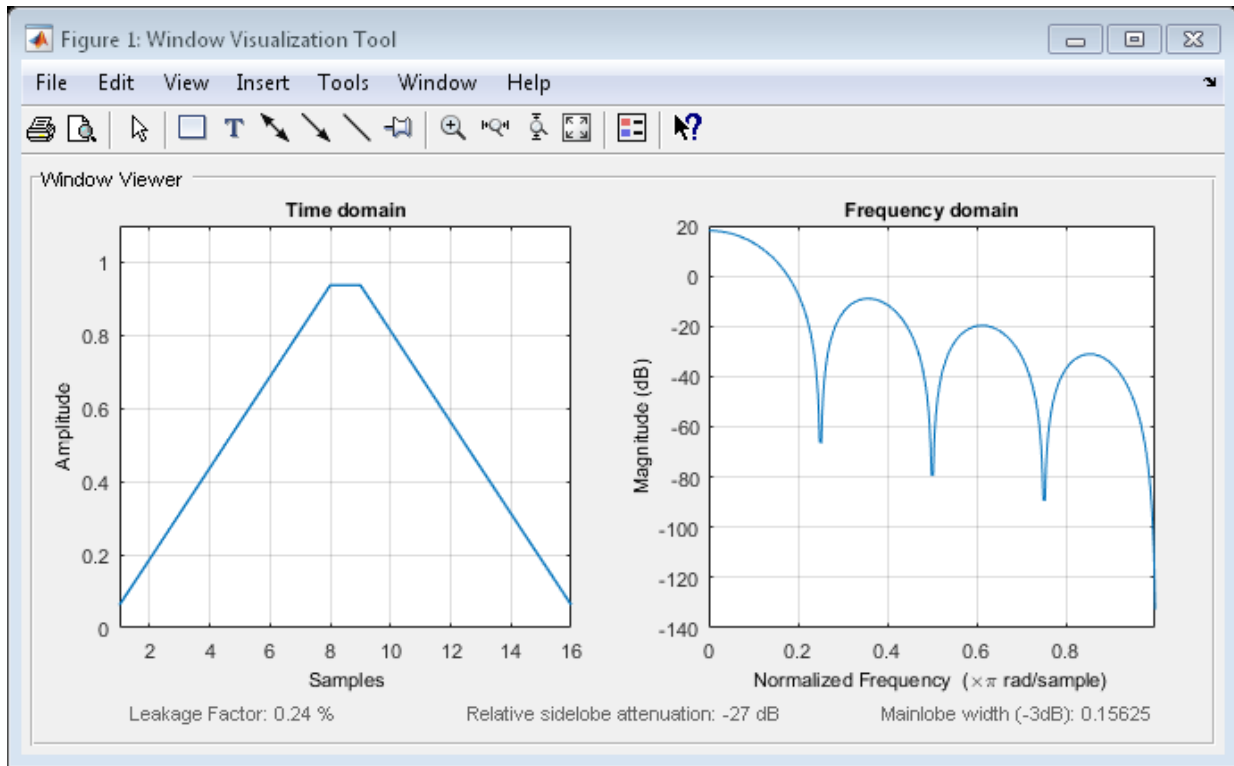 Figure 1: Window Visualization Tool
File Edit View Insert Tools Window Help
T
?
Window Viewer
Time domain
1
0.8
0.6
0.4
0.2
0
Amplitude
2 4 6 8 10 12 14 16
Samples
Frequency domain
20
0
-20
-40
-60
-80
-100
-120
-140
Magnitude (dB)
0 0.2 0.4 0.6 0.8
Normalized Frequency (×π rad/sample)
Leakage Factor: 0.24 %
Relative sidelobe attenuation: -27 dB
Mainlobe width (-3dB): 0.15625